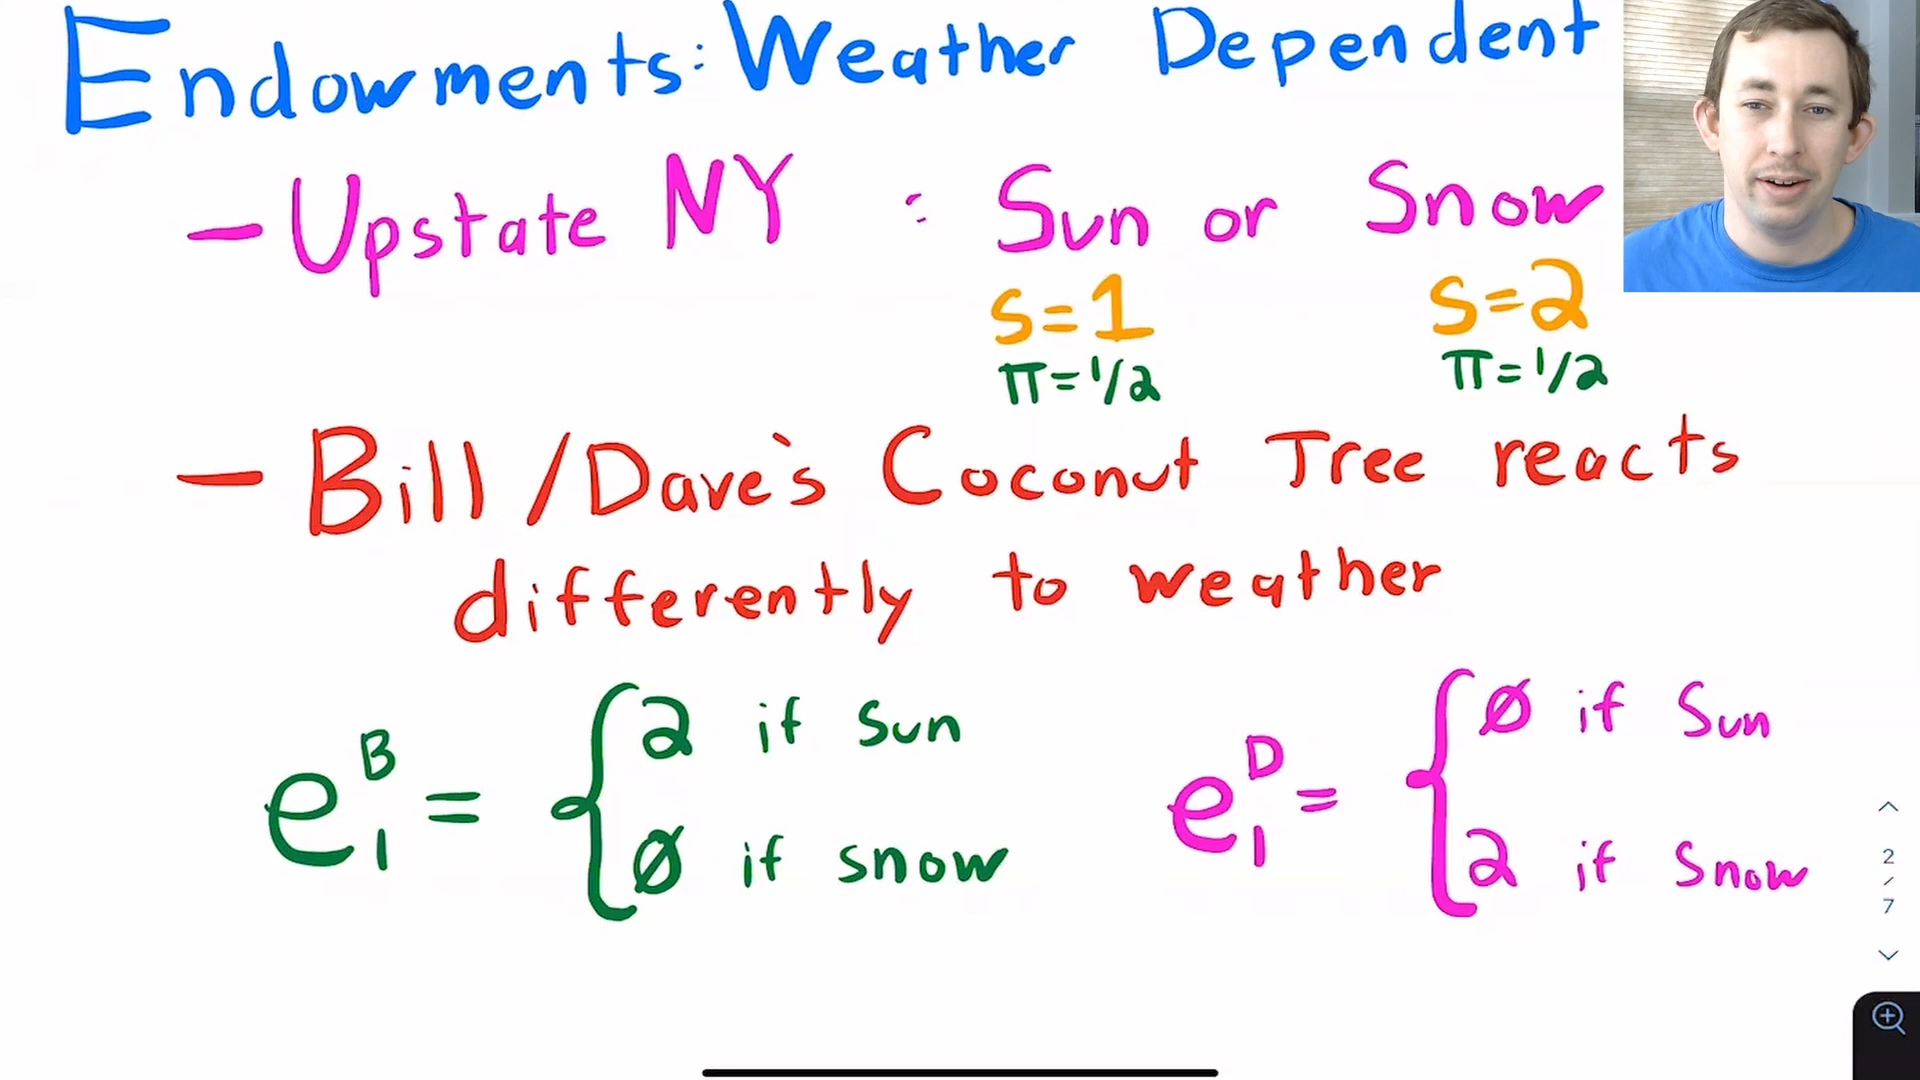 Endowments: Weather Dependent
- Upstate NY : Sun or Snow
s=1 s=2
π=1/2 π=1/2
- Bill/Dave's Coconut Tree reacts
differently to weather
e₁ᴮ = { 2 if Sun
Ø if snow
e₁ᴰ = { Ø if Sun
2 if Snow
2
/
7